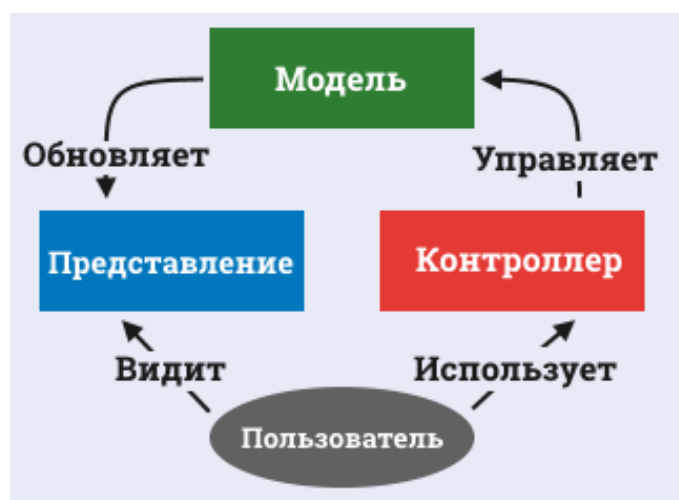 Модель
Обновляет
Управляет
Представление
Контроллер
Видит
Использует
Пользователь